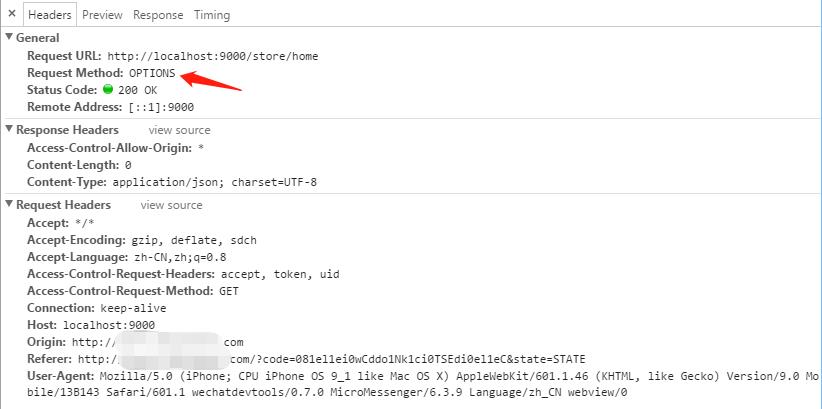 × Headers Preview Response Timing
General
Request URL: http://localhost:9000/store/home
Request Method: OPTIONS
Status Code: 200 OK
Remote Address: [::1]:9000
Response Headers view source
Access-Control-Allow-Origin: *
Content-Length: 0
Content-Type: application/json; charset=UTF-8
Request Headers view source
Accept: */*
Accept-Encoding: gzip, deflate, sdch
Accept-Language: zh-CN,zh;q=0.8
Access-Control-Request-Headers: accept, token, uid
Access-Control-Request-Method: GET
Connection: keep-alive
Host: localhost:9000
Origin: http:/ com
Referer: http: .com/?code=081el1ei0wCddo1Nk1ci0TSEdi0el1eC&state=STATE
User-Agent: Mozilla/5.0 (iPhone; CPU iPhone OS 9_1 like Mac OS X) AppleWebKit/601.1.46 (KHTML, like Gecko) Version/9.0 Mo
bile/13B143 Safari/601.1 wechatdevtools/0.7.0 MicroMessenger/6.3.9 Language/zh_CN webview/0